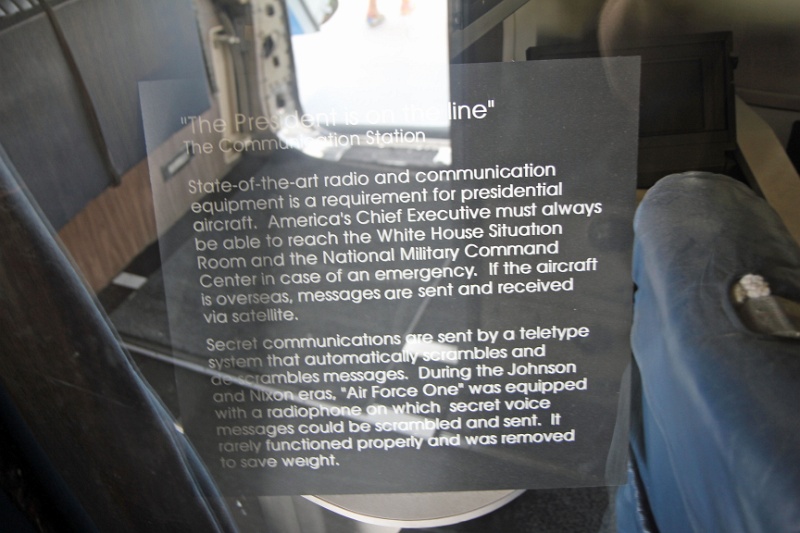 "The President is on the line"
The Communication Station
State-of-the-art radio and communication
equipment is a requirement for presidential
aircraft. America's Chief Executive must always
be able to reach the White House Situation
Room and the National Military Command
Center in case of an emergency. If the aircraft
is overseas, messages are sent and received
via satellite.
Secret communications are sent by a teletype
system that automatically scrambles and
de-scrambles messages. During the Johnson
and Nixon eras, "Air Force One" was equipped
with a radiophone on which secret voice
messages could be scrambled and sent. It
rarely functioned properly and was removed
to save weight.